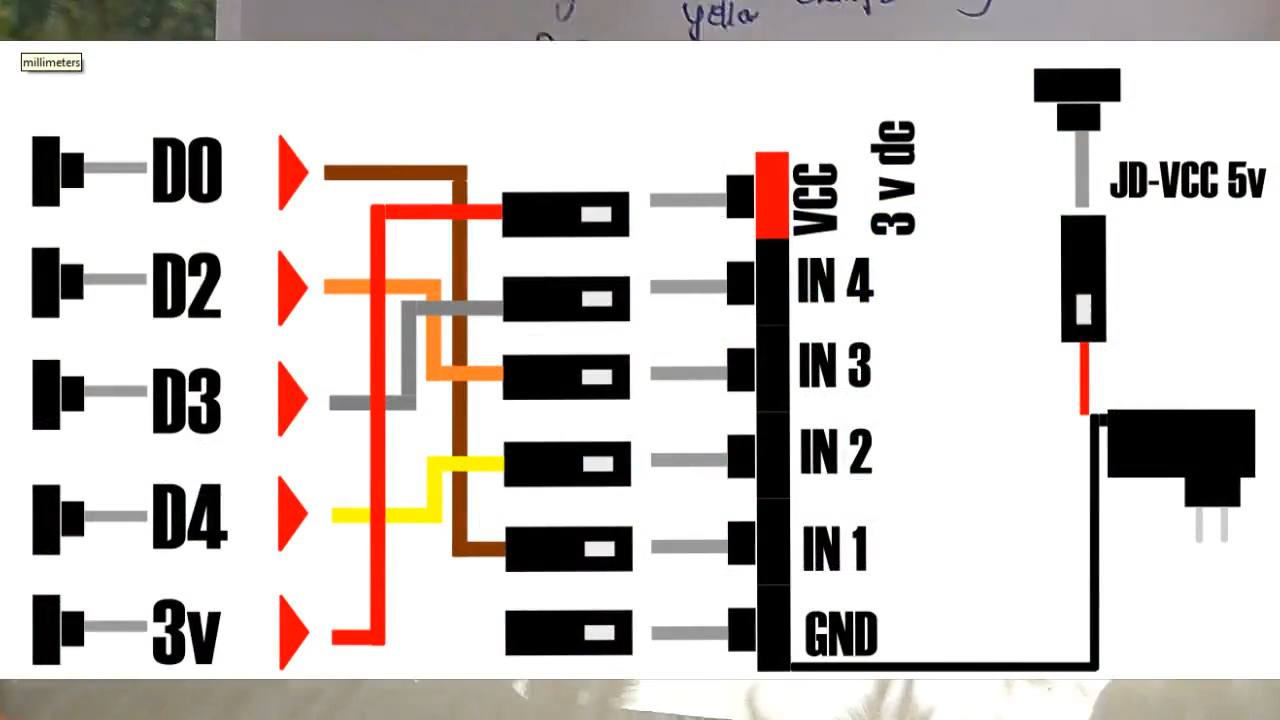 yello
millimeters
D0
D2
D3
D4
3v
VCC
3 v dc
IN 4
IN 3
IN 2
IN 1
GND
JD-VCC 5v